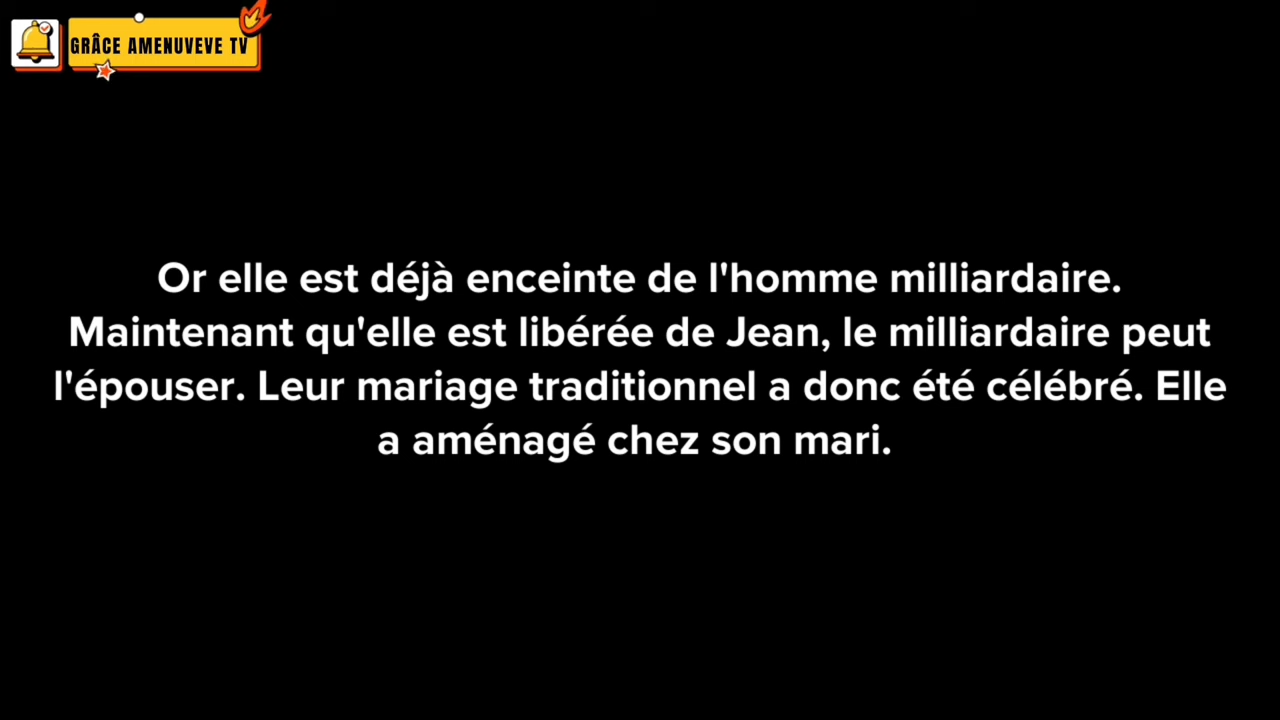 GRÂCE AMENUVEVE TV
Or elle est déjà enceinte de l'homme milliardaire.
Maintenant qu'elle est libérée de Jean, le milliardaire peut
l'épouser. Leur mariage traditionnel a donc été célébré. Elle
a aménagé chez son mari.